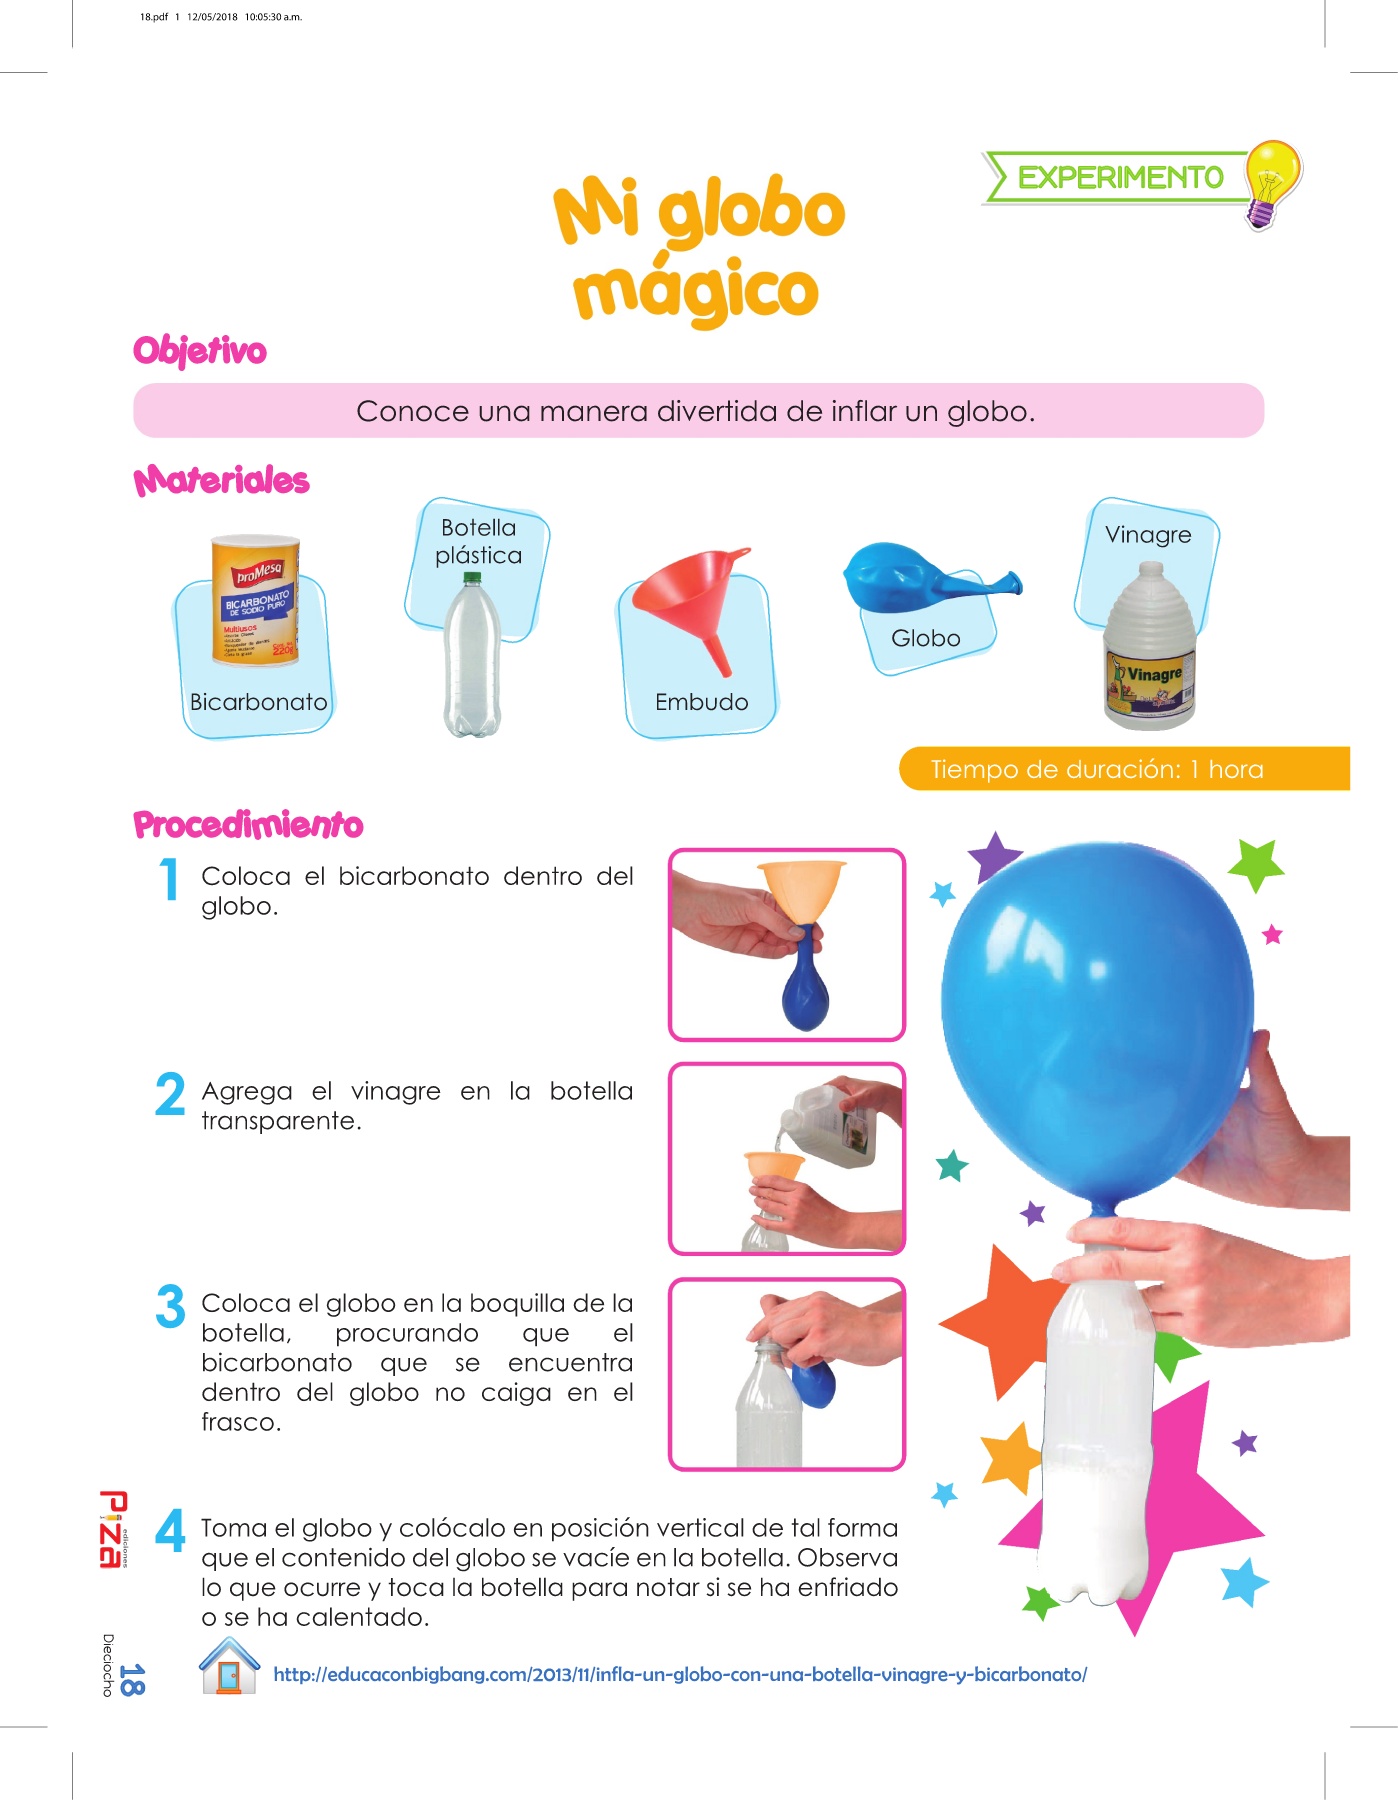 18.pdf 1 12/05/2018 10:05:30 a.m.
EXPERIMENTO
Mi globo
mágico
Objetivo
Conoce una manera divertida de inflar un globo.
Materiales
proMesa
BICARBONATO
DE SODIO PURO
Multiusos
220g
Bicarbonato
Botella
plástica
Embudo
Globo
Vinagre
Vinagre
Tiempo de duración: 1 hora
Procedimiento
1 Coloca el bicarbonato dentro del
globo.
2 Agrega el vinagre en la botella
transparente.
3 Coloca el globo en la boquilla de la
botella, procurando que el
bicarbonato que se encuentra
dentro del globo no caiga en el
frasco.
4 Toma el globo y colócalo en posición vertical de tal forma
que el contenido del globo se vacíe en la botella. Observa
lo que ocurre y toca la botella para notar si se ha enfriado
o se ha calentado.
http://educaconbigbang.com/2013/11/infla-un-globo-con-una-botella-vinagre-y-bicarbonato/
Piza
ediciones
18
Dieciocho